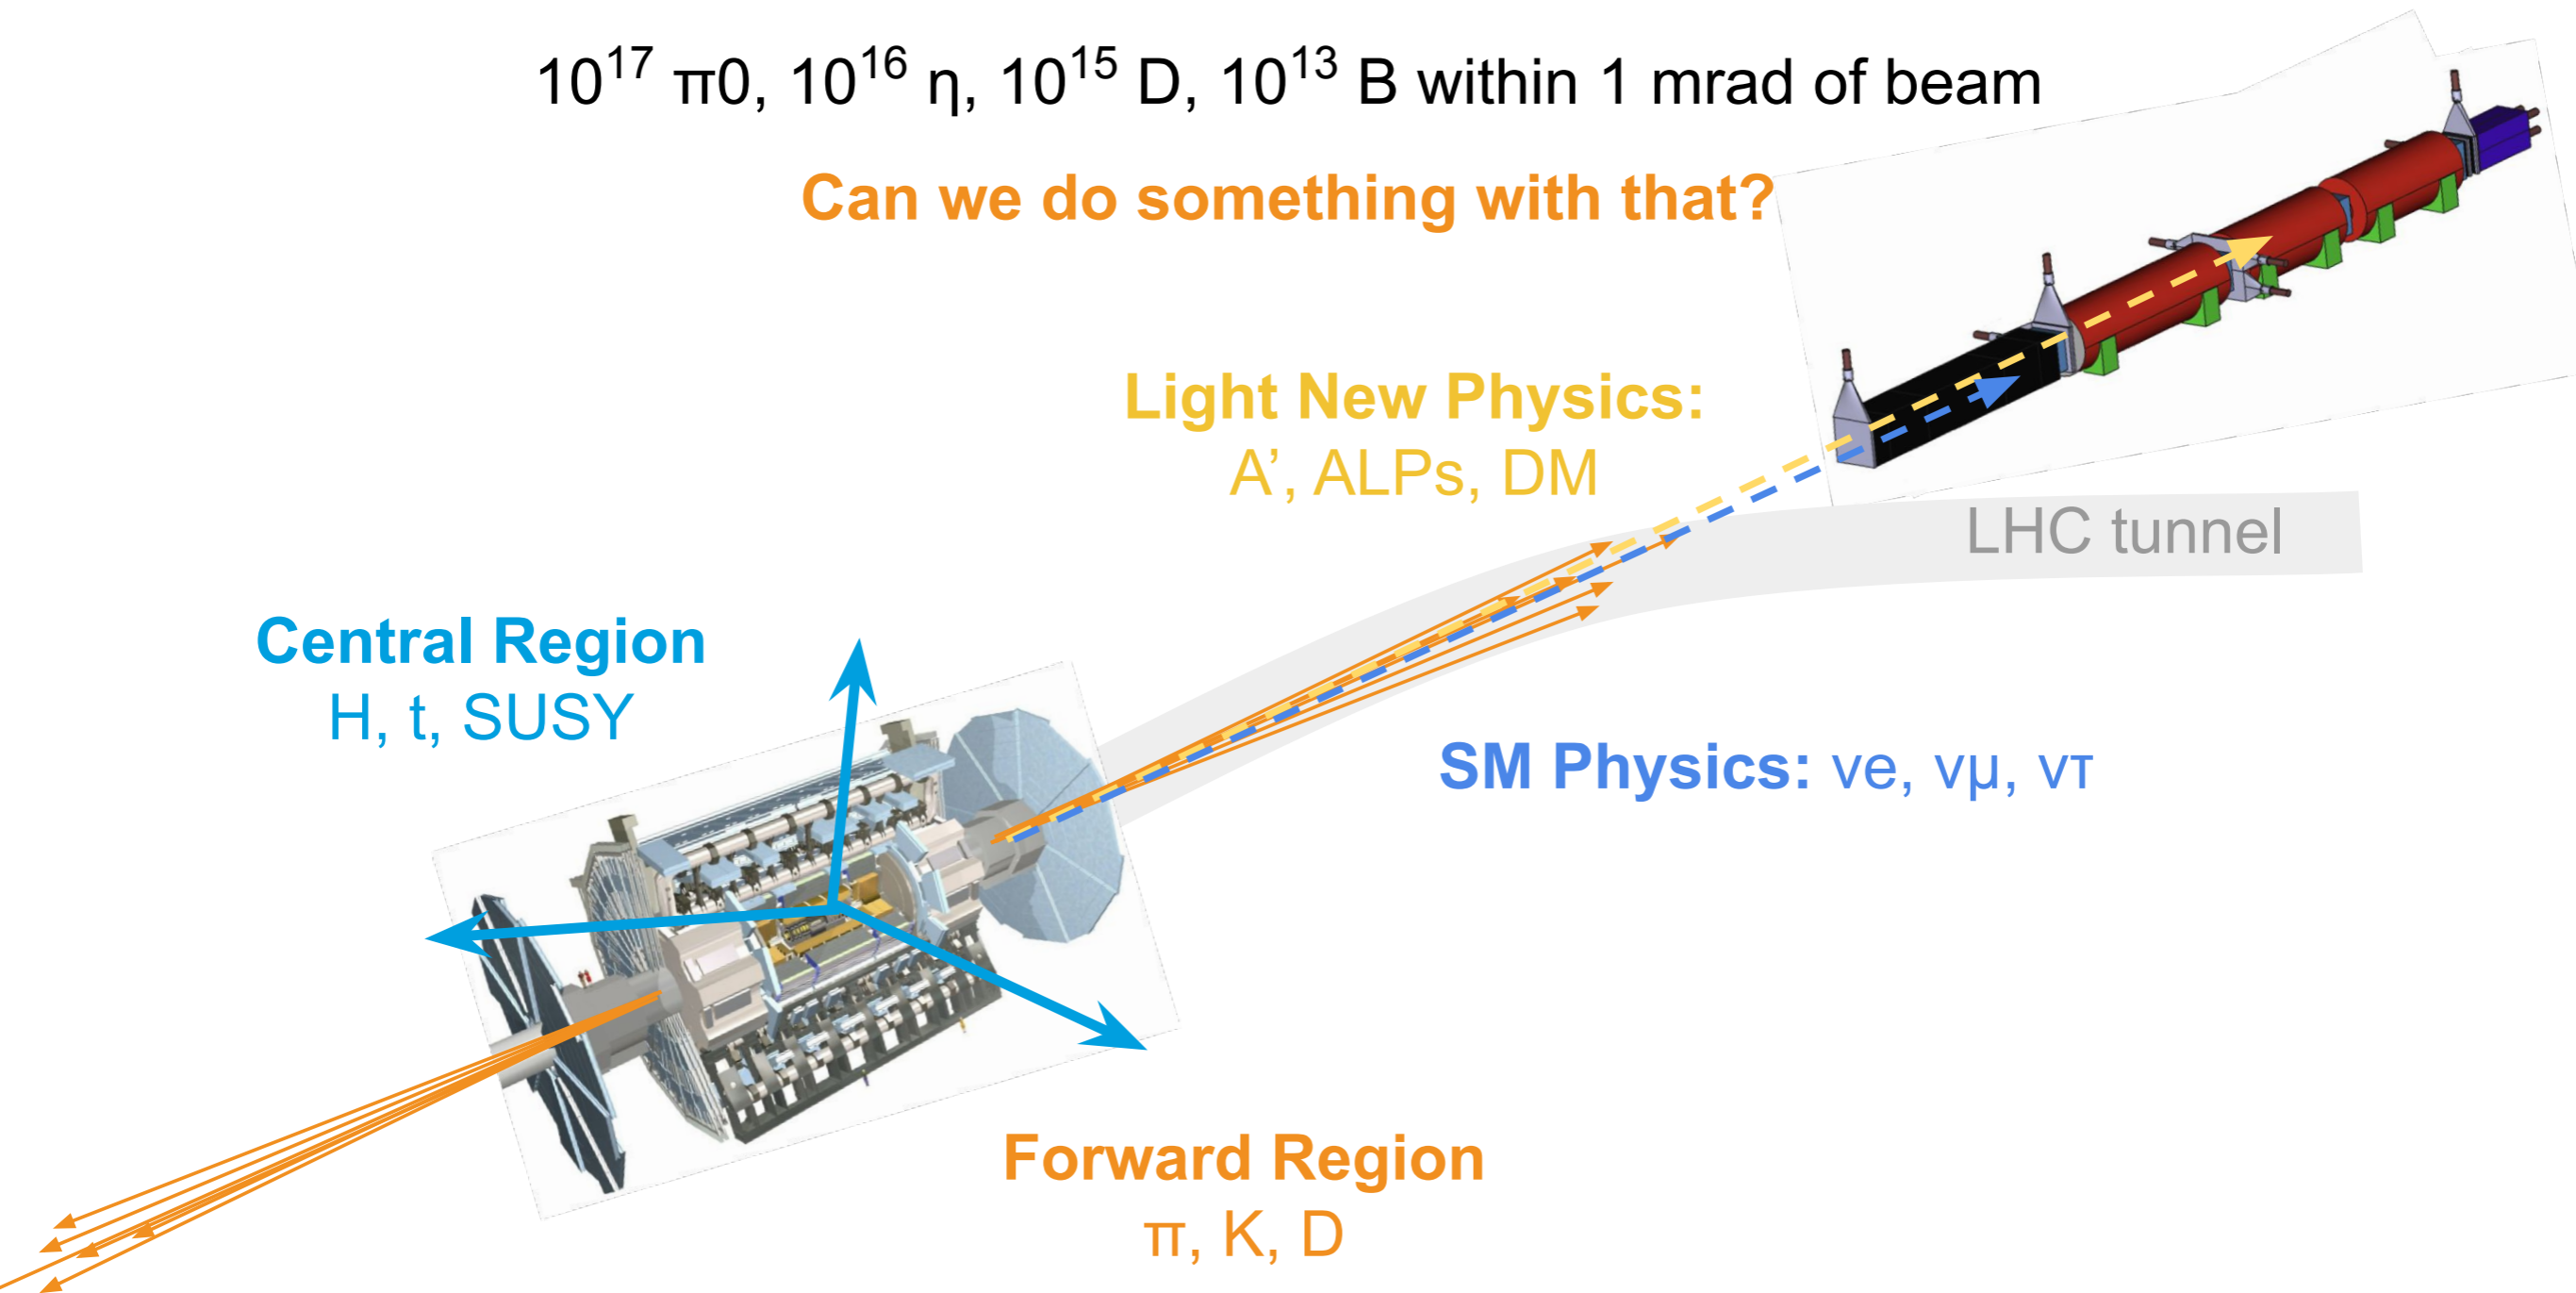 10¹⁷ π0, 10¹⁶ η, 10¹⁵ D, 10¹³ B within 1 mrad of beam
Can we do something with that?
Light New Physics:
A’, ALPs, DM
LHC tunnel
Central Region
H, t, SUSY
SM Physics: νe, νμ, ντ
Forward Region
π, K, D